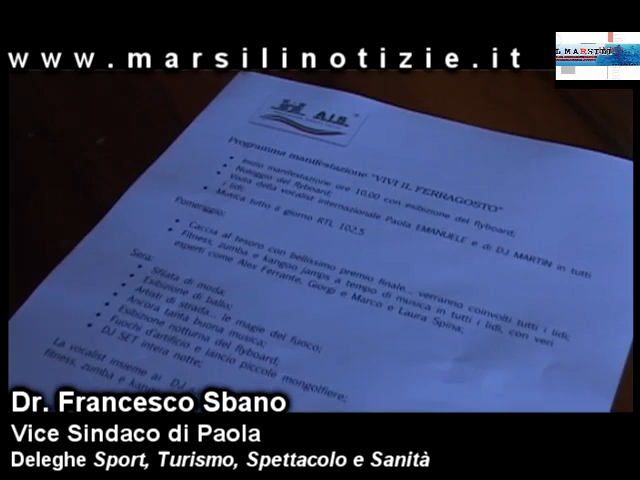 www.marsilinotizie.it
IL MARSILI
A.I.B.
Programma manifestazione "VIVI IL FERRAGOSTO"
• Inizio manifestazione ore 10,00 con esibizione del flyboard;
• Noleggio del flyboard;
• Visita della vocalist internazionale Paola EMANUELE e di DJ MARTIN in tutti
i lidi;
• Musica tutto il giorno RTL 102,5
Pomeriggio:
• Caccia al tesoro con bellissimo premio finale... verranno coinvolti tutti i lidi;
• Fitness, zumba e kangoo jamps a tempo di musica in tutti i lidi, con veri
esperti come Alex Ferrante, Giorgi e Marco e Laura Spina;
Sera:
• Sfilata di moda;
• Esibizione di ballo;
• Artisti di strada... le magie del fuoco;
• Ancora tanta buona musica;
• Esibizione notturna del flyboard;
• Fuochi d'artificio e lancio piccole mongolfiere;
• DJ SET intera notte;
La vocalist insieme ai DJ
fitness, zumba e
Dr. Francesco Sbano
Vice Sindaco di Paola
Deleghe Sport, Turismo, Spettacolo e Sanità